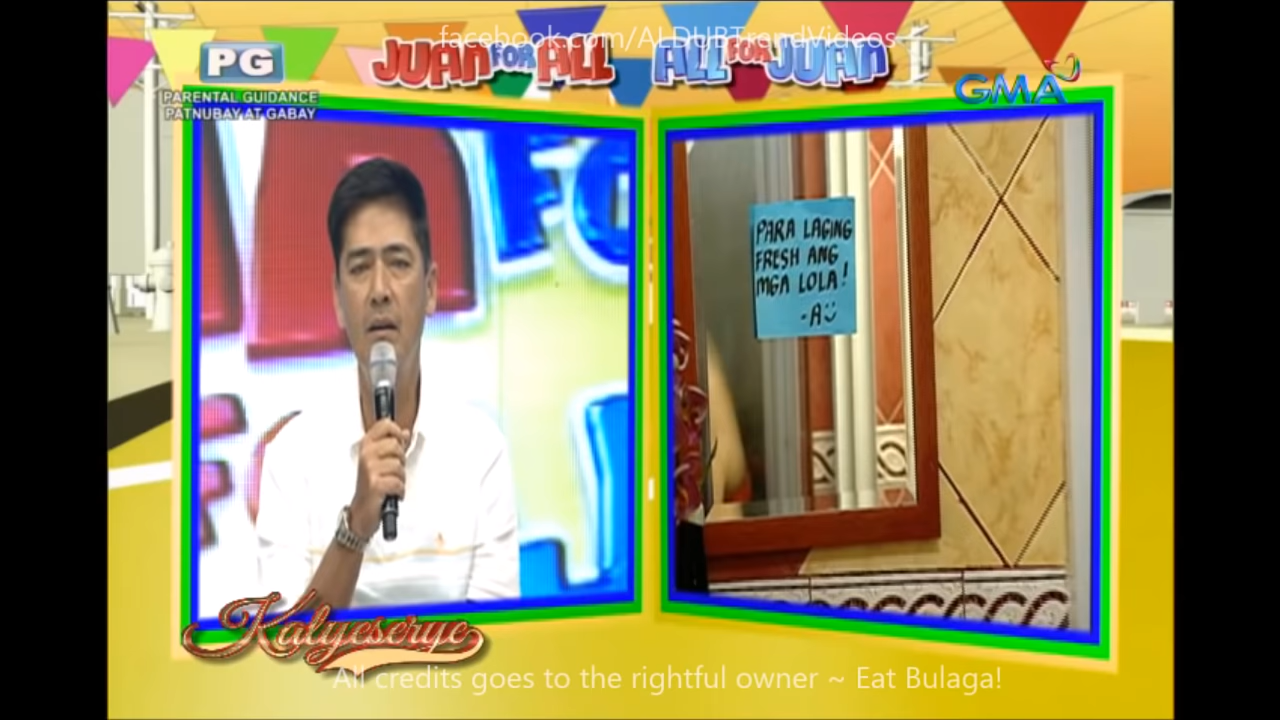 facebook.com/ALDUBTrendVideos
PG
PARENTAL GUIDANCE
PATNUBAY AT GABAY
JUAN FOR ALL ALL FOR JUAN
GMA
PARA LAGING
FRESH ANG
MGA LOLA!
-A
Kalyeserye
All credits goes to the rightful owner ~ Eat Bulaga!